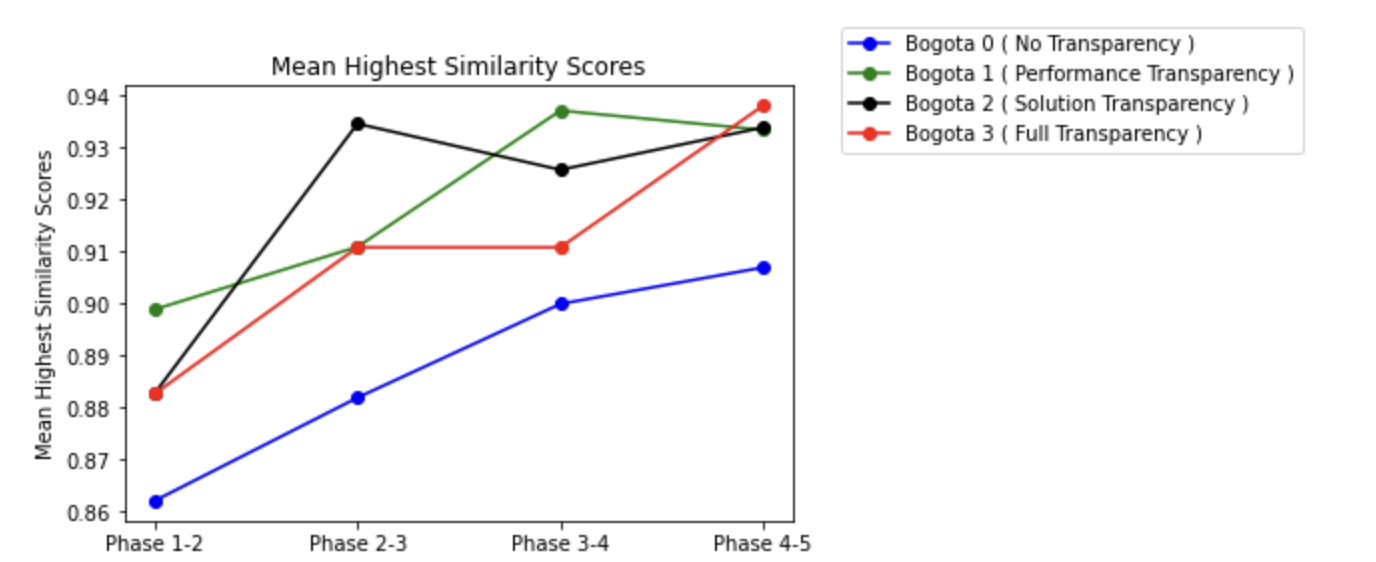 Mean Highest Similarity Scores
Bogota 0 ( No Transparency )
Bogota 1 ( Performance Transparency )
Bogota 2 ( Solution Transparency )
Bogota 3 ( Full Transparency )
Mean Highest Similarity Scores
0.94
0.93
0.92
0.91
0.90
0.89
0.88
0.87
0.86
Phase 1-2 Phase 2-3 Phase 3-4 Phase 4-5